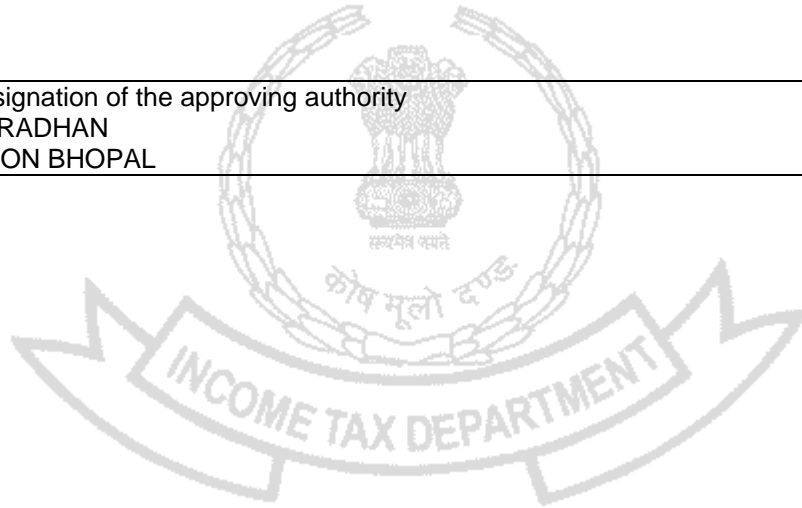 signation of the approving authority
RADHAN
ON BHOPAL
सत्यमेव जयते
कोष मूलो दण्ड:
INCOME TAX DEPARTMENT